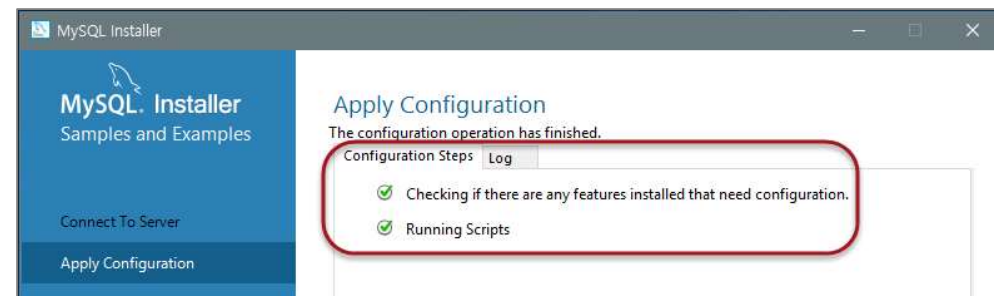 MySQL Installer
MySQL. Installer
Samples and Examples
Connect To Server
Apply Configuration
Apply Configuration
The configuration operation has finished.
Configuration Steps Log
Checking if there are any features installed that need configuration.
Running Scripts